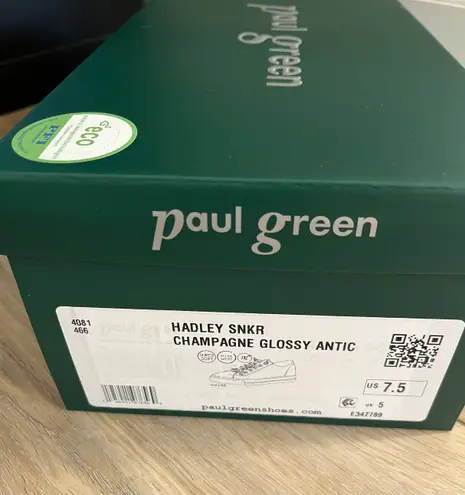 paul green
eco
PFI
paul green
4081
466
HADLEY SNKR
CHAMPAGNE GLOSSY ANTIC
US 7.5
UK 5
E347789
paulgreenshoes.com